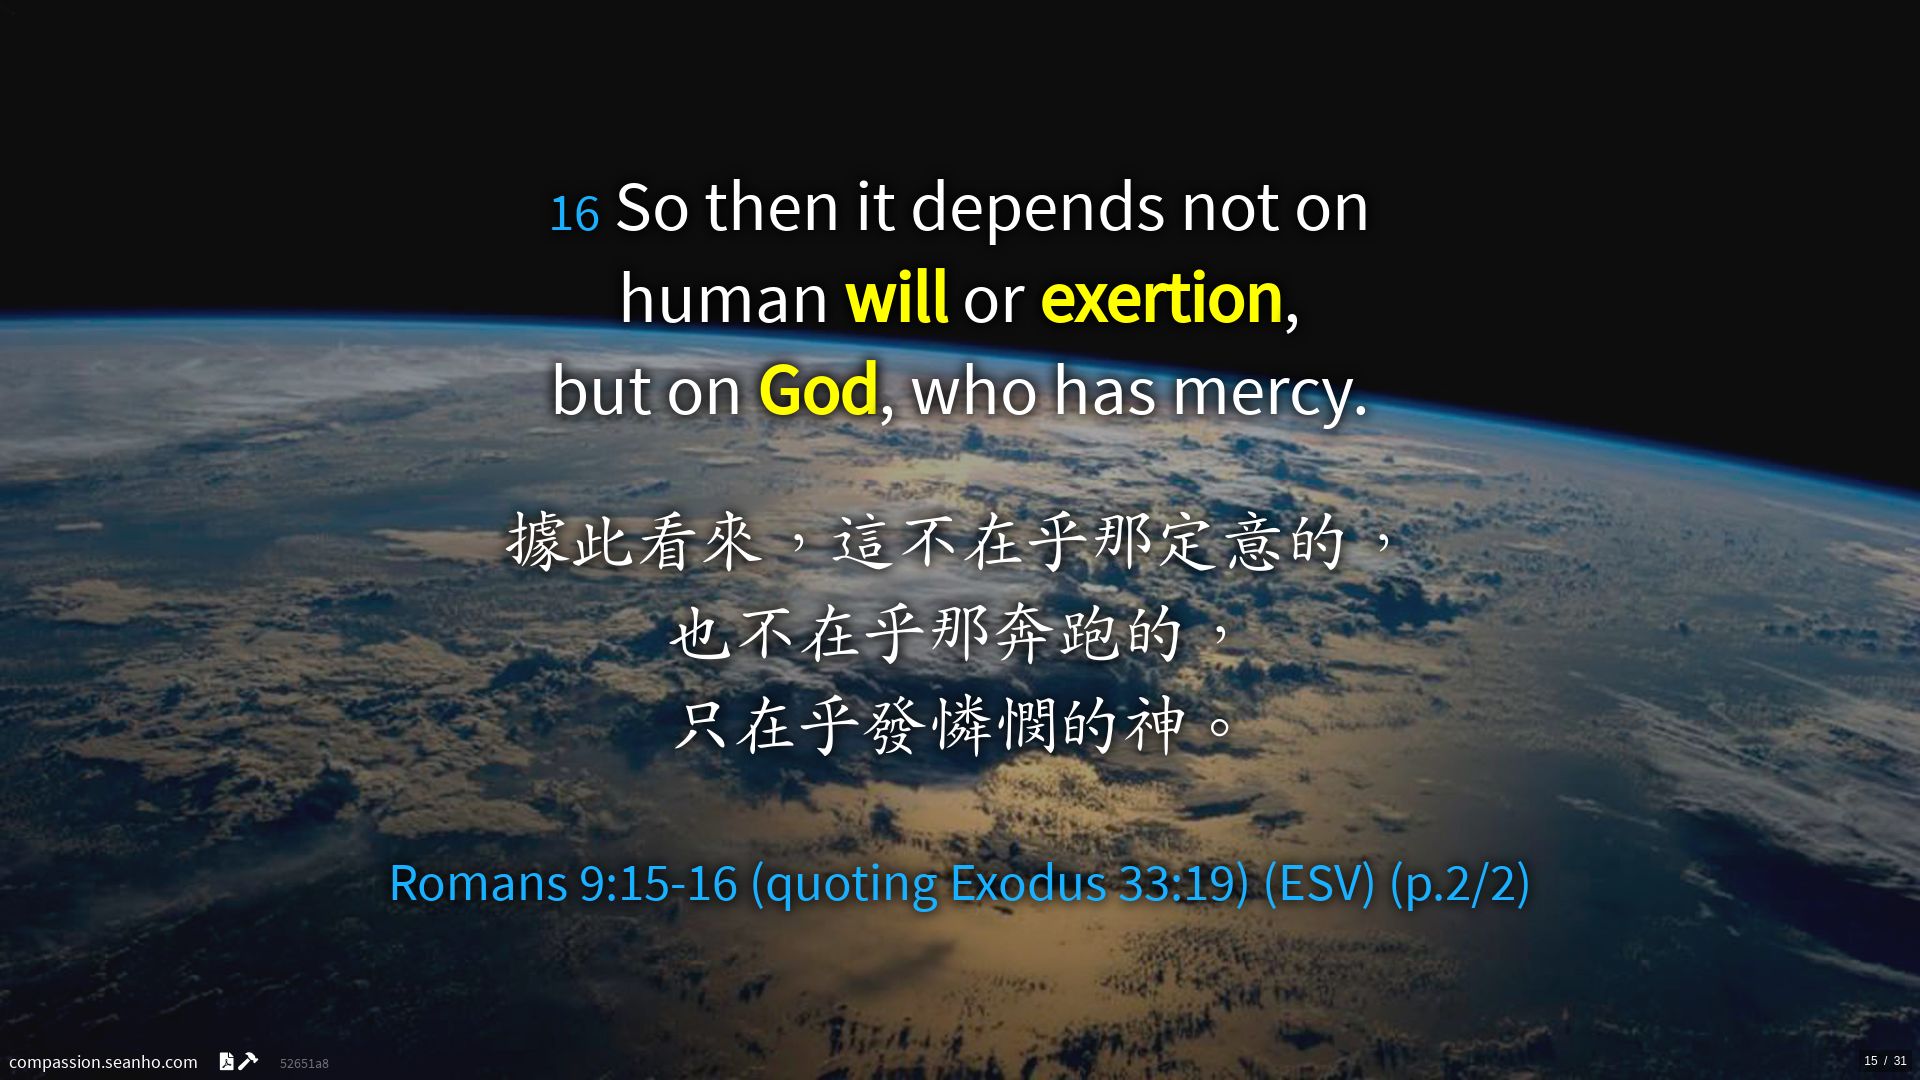 16 So then it depends not on
human will or exertion,
but on God, who has mercy.
據此看來，這不在乎那定意的，
也不在乎那奔跑的，
只在乎發憐憫的神。
Romans 9:15-16 (quoting Exodus 33:19) (ESV) (p.2/2)
compassion.seanho.com 52651a8
15 / 31